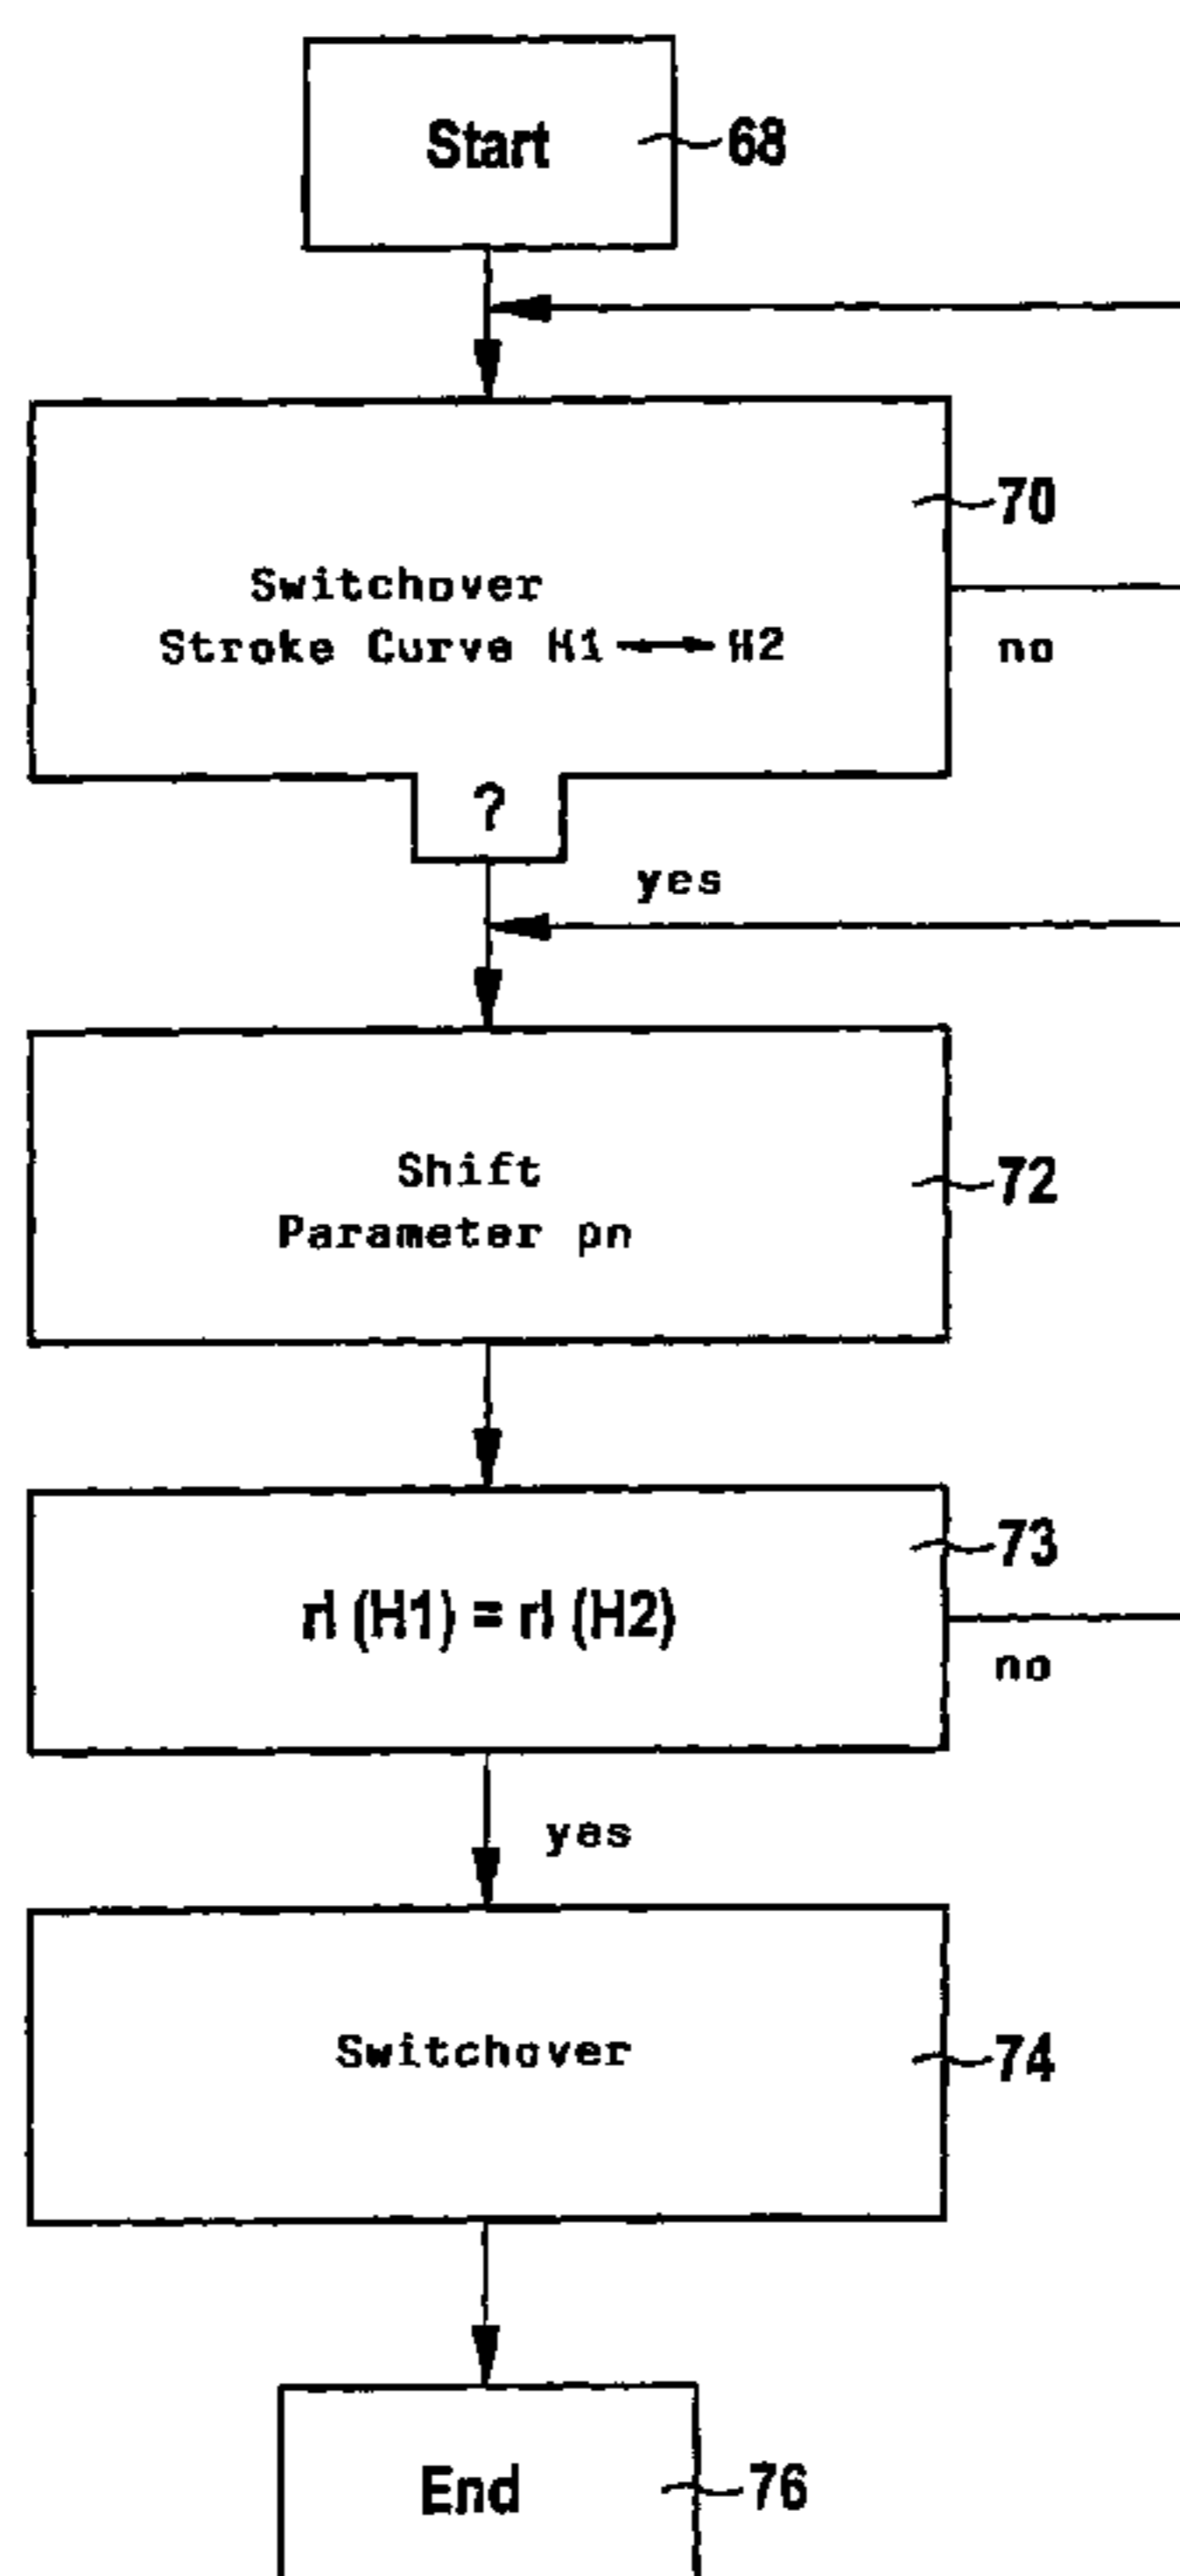 Start
68
70
Switchover
Stroke Curve H1 ⟷ H2
no
?
yes
Shift
Parameter pn
72
73
rl (H1) = rl (H2)
no
yes
Switchover
74
End
76